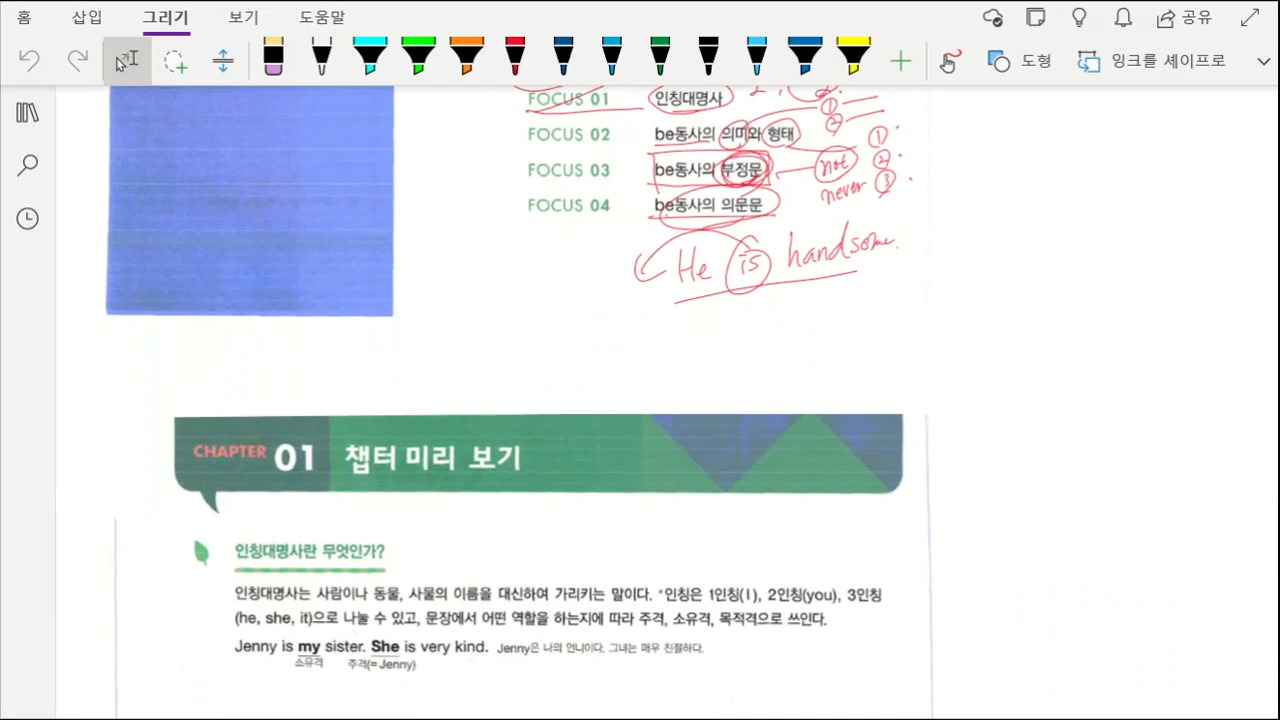 홈 삽입 그리기 보기 도움말 공유
도형 잉크를 셰이프로
FOCUS 01 인칭대명사
①
②
FOCUS 02 be동사의 의미와 형태 ①
FOCUS 03 be동사의 부정문 not ②
never ③
FOCUS 04 be동사의 의문문
He is handsome.
CHAPTER 01 챕터 미리 보기
인칭대명사란 무엇인가?
인칭대명사는 사람이나 동물, 사물의 이름을 대신하여 가리키는 말이다. *인칭은 1인칭(I), 2인칭(you), 3인칭
(he, she, it)으로 나눌 수 있고, 문장에서 어떤 역할을 하는지에 따라 주격, 소유격, 목적격으로 쓰인다.
Jenny is my sister. She is very kind. Jenny은 나의 언니이다. 그녀는 매우 친절하다.
소유격 주격(=Jenny)